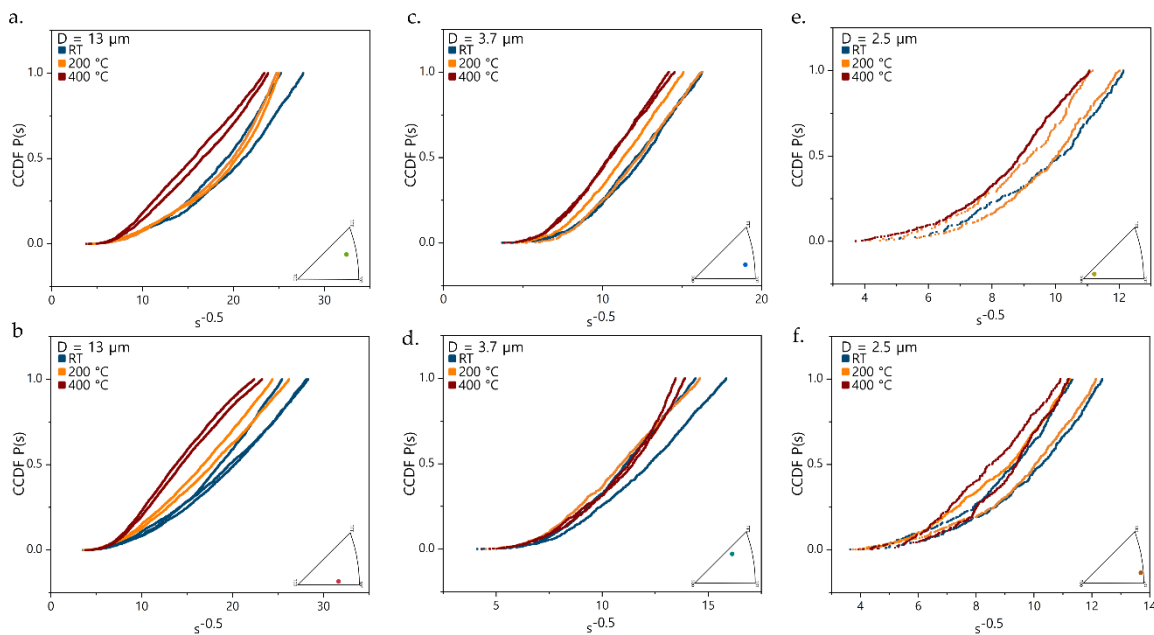 a.
D = 13 μm
RT
200 °C
400 °C
1.0
0.5
0.0
CCDF P(s)
0
10
20
30
s^-0.5
c.
D = 3.7 μm
RT
200 °C
400 °C
1.0
0.5
0.0
CCDF P(s)
0
10
20
s^-0.5
e.
D = 2.5 μm
RT
200 °C
400 °C
1.0
0.5
0.0
CCDF P(s)
4
6
8
10
12
s^-0.5
b
D = 13 μm
RT
200 °C
400 °C
1.0
0.5
0.0
CCDF P(s)
0
10
20
30
s^-0.5
d.
D = 3.7 μm
RT
200 °C
400 °C
1.0
0.5
0.0
CCDF P(s)
5
10
15
s^-0.5
f.
D = 2.5 μm
RT
200 °C
400 °C
1.0
0.5
0.0
CCDF P(s)
4
6
8
10
12
14
s^-0.5